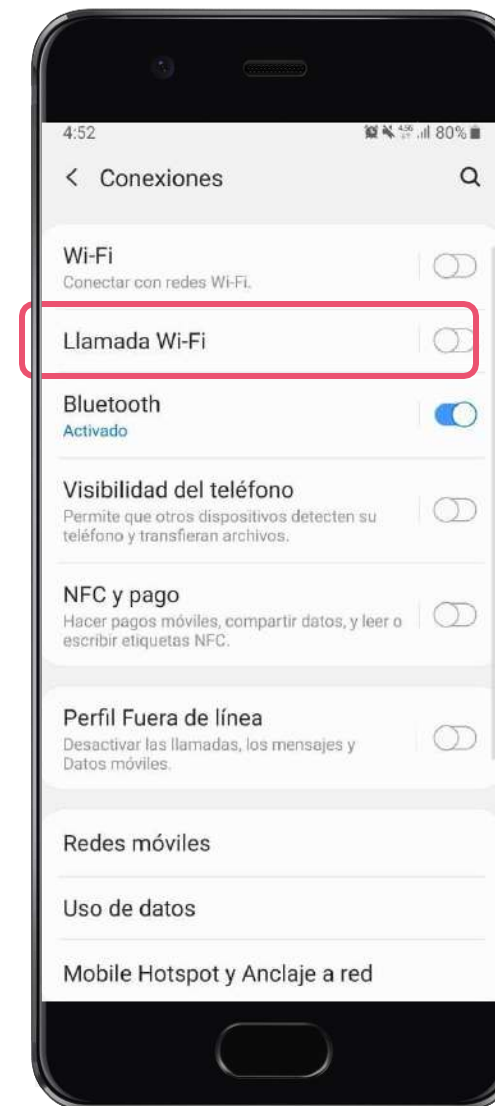 4:52
80%
Conexiones
Wi-Fi
Conectar con redes Wi-Fi.
Llamada Wi-Fi
Bluetooth
Activado
Visibilidad del teléfono
Permite que otros dispositivos detecten su
teléfono y transfieran archivos.
NFC y pago
Hacer pagos móviles, compartir datos, y leer o
escribir etiquetas NFC.
Perfil Fuera de línea
Desactivar las llamadas, los mensajes y
Datos móviles.
Redes móviles
Uso de datos
Mobile Hotspot y Anclaje a red